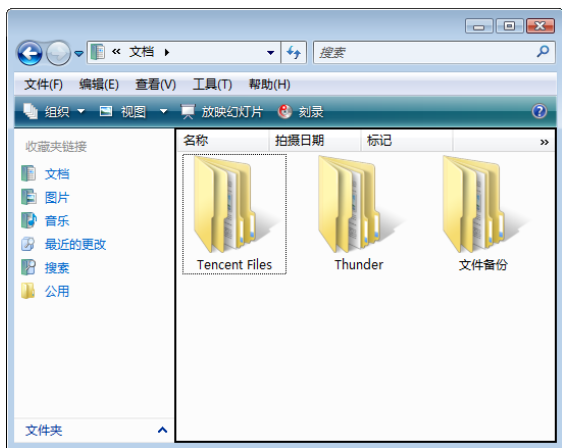 « 文档
搜索
文件(F) 编辑(E) 查看(V) 工具(T) 帮助(H)
组织 视图 放映幻灯片 刻录
收藏夹链接
文档
图片
音乐
最近的更改
搜索
公用
文件夹
名称 拍摄日期 标记 »
Tencent Files Thunder 文件备份